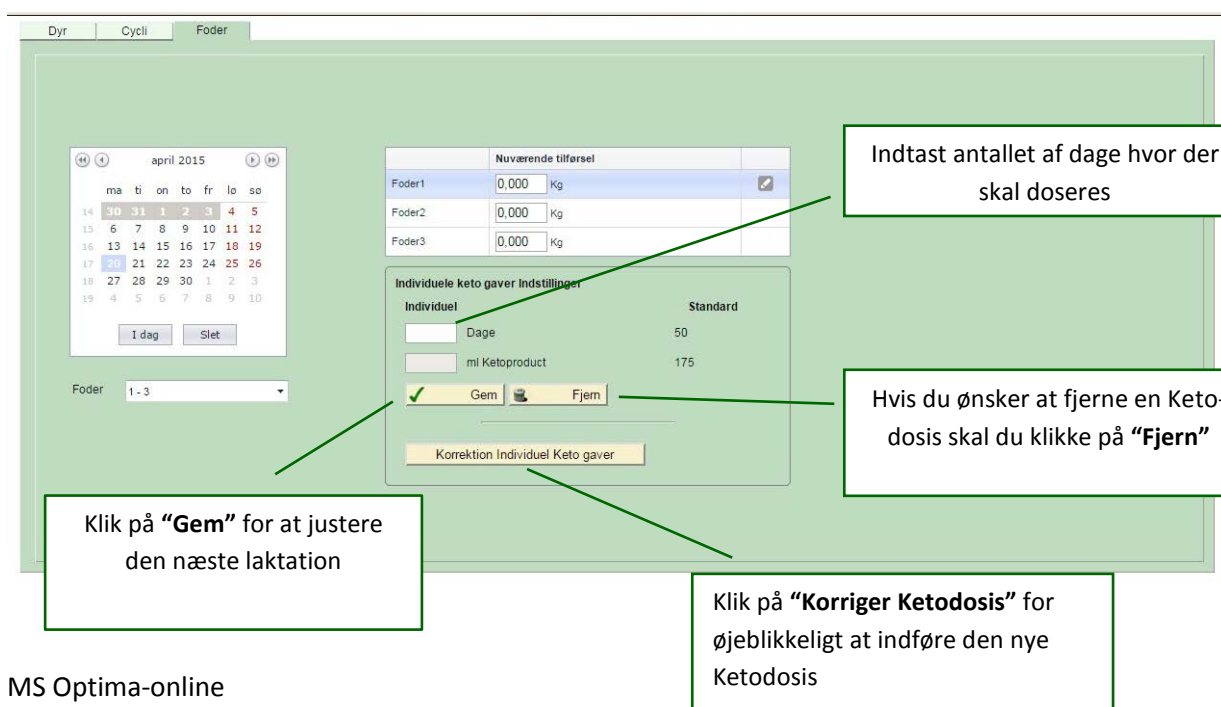 Dyr Cycli Foder
april 2015
ma ti on to fr lø sø
14 30 31 1 2 3 4 5
15 6 7 8 9 10 11 12
16 13 14 15 16 17 18 19
17 20 21 22 23 24 25 26
18 27 28 29 30 1 2 3
19 4 5 6 7 8 9 10
I dag Slet
Foder 1 - 3
Nuværende tilførsel
Foder1 0,000 Kg
Foder2 0,000 Kg
Foder3 0,000 Kg
Individuele keto gaver Indstillinger
Individuel Standard
Dage 50
ml Ketoproduct 175
Gem Fjern
Korrektion Individuel Keto gaver
Indtast antallet af dage hvor der
skal doseres
Hvis du ønsker at fjerne en Keto-
dosis skal du klikke på “Fjern”
Klik på “Gem” for at justere
den næste laktation
Klik på “Korriger Ketodosis” for
øjeblikkeligt at indføre den nye
Ketodosis
MS Optima-online